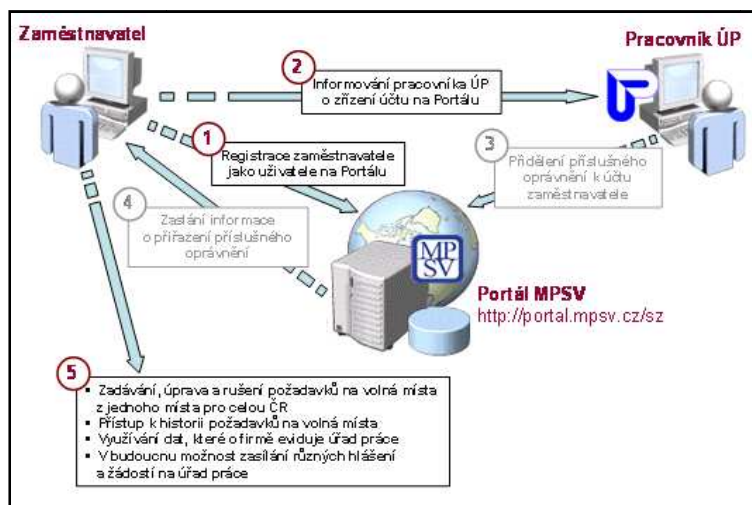 Zaměstnavatel
Pracovník ÚP
2
Informování pracovníka ÚP
o zřízení účtu na Portálu
UP
1
Registrace zaměstnavatele
jako uživatele na Portálu
3
Přidělení příslušného
oprávnění k účtu
zaměstnavatele
4
Zaslání informace
o přiřazení příslušného
oprávnění
MP
SV
Portál MPSV
http://portal.mpsv.cz/sz
5
▪ Zadávání, úprava a rušení požadavků na volná místa
z jednoho místa pro celou ČR
▪ Přístup k historii požadavků na volná místa
▪ Využívání dat, které o firmě eviduje úřad práce
▪ V budoucnu možnost zasílání různých hlášení
a žádostí na úřad práce